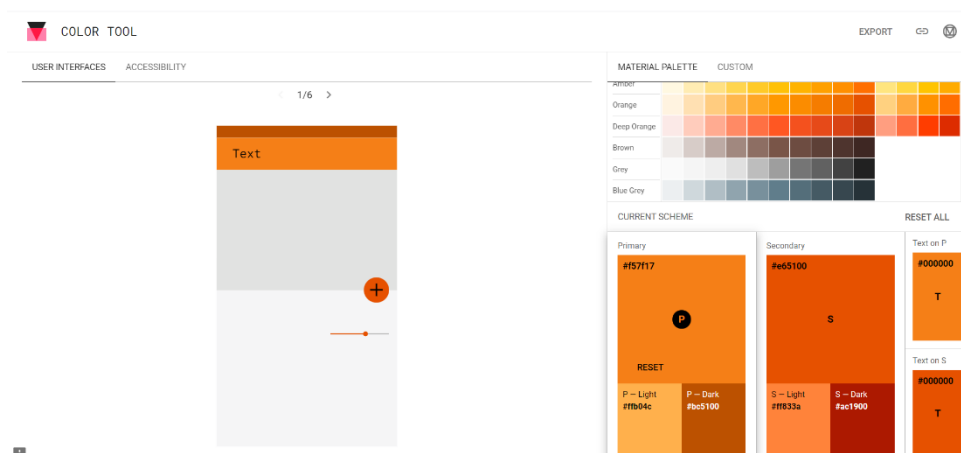 COLOR TOOL
EXPORT
USER INTERFACES ACCESSIBILITY
1/6
Text
MATERIAL PALETTE CUSTOM
Amber
Orange
Deep Orange
Brown
Grey
Blue Grey
CURRENT SCHEME RESET ALL
Primary
#f57f17
P
RESET
P — Light
#ffb04c
P — Dark
#bc5100
Secondary
#e65100
S
S — Light
#ff833a
S — Dark
#ac1900
Text on P
#000000
T
Text on S
#000000
T